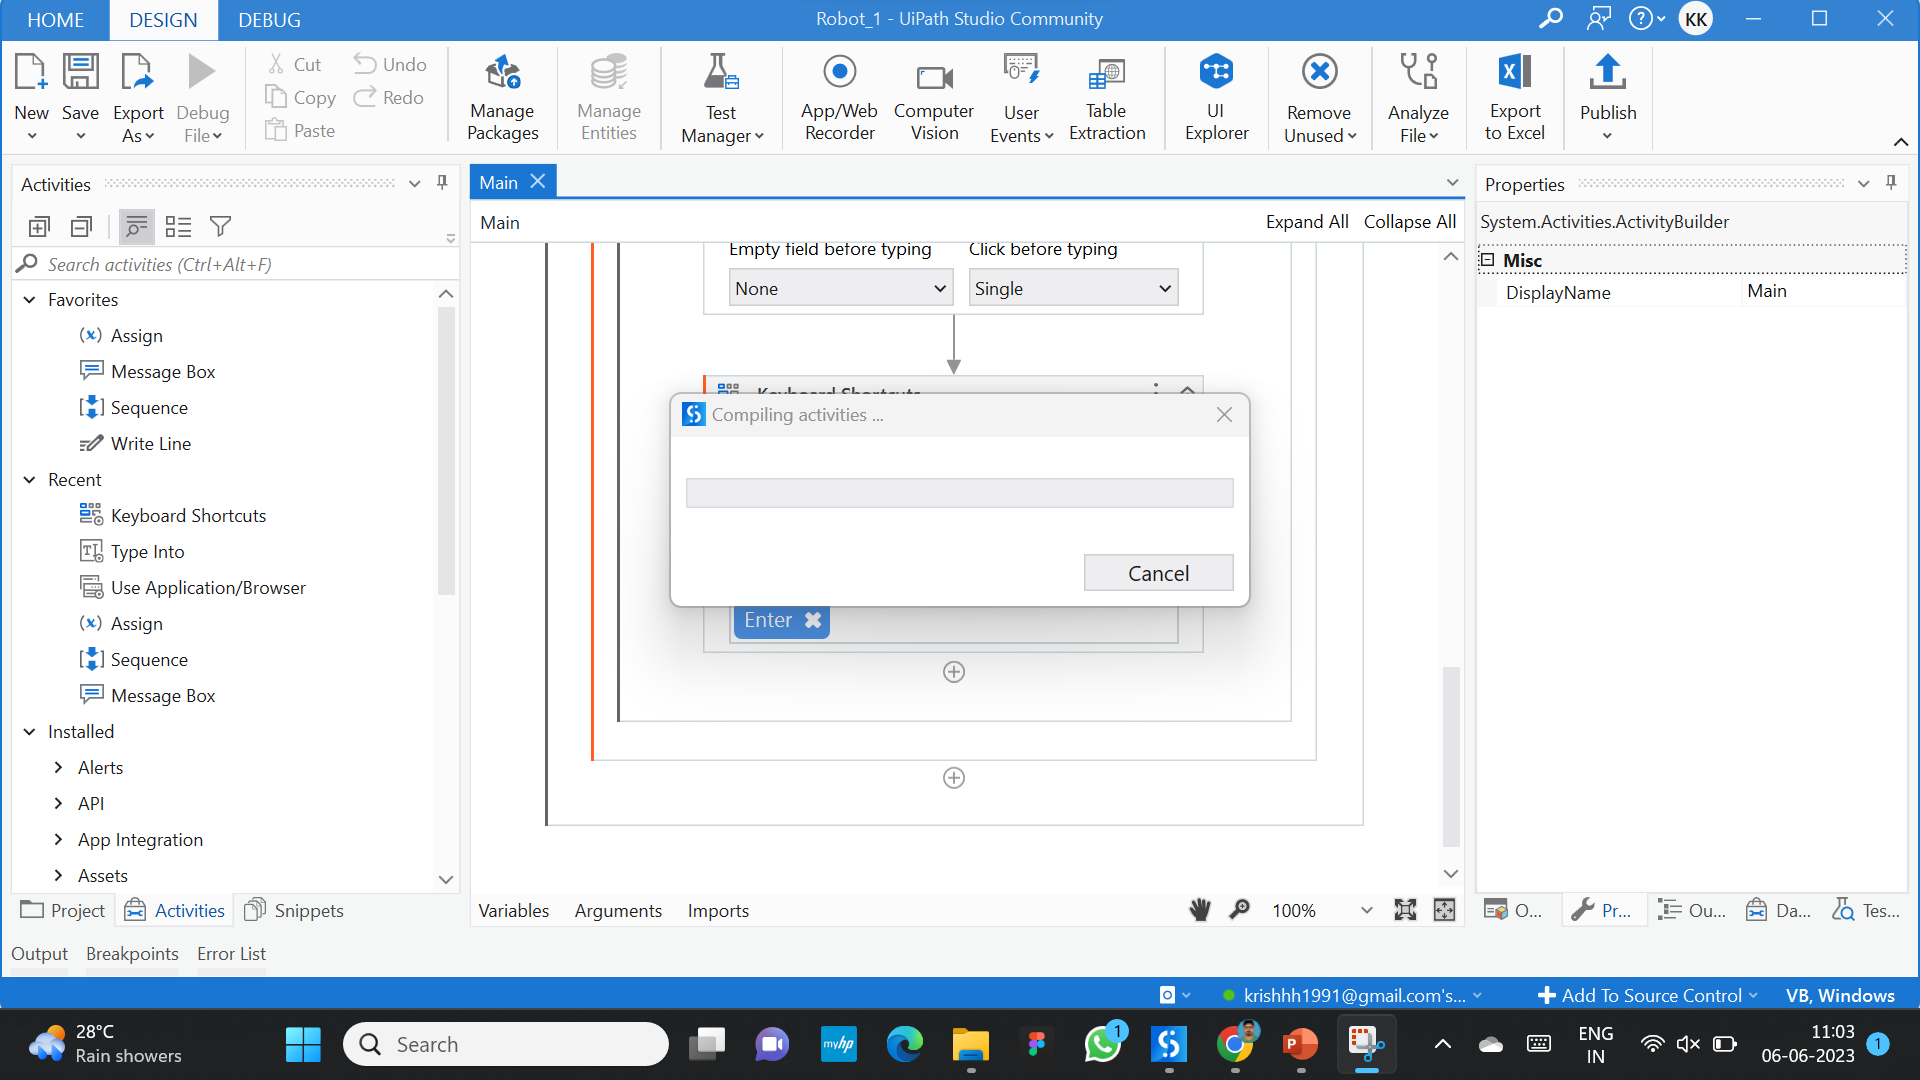 HOME DESIGN DEBUG
Robot_1 - UiPath Studio Community
KK
New
Save
Export As
Debug File
Cut
Copy
Paste
Undo
Redo
Manage Packages
Manage Entities
Test Manager
App/Web Recorder
Computer Vision
User Events
Table Extraction
UI Explorer
Remove Unused
Analyze File
Export to Excel
Publish
Activities
Search activities (Ctrl+Alt+F)
Favorites
Assign
Message Box
Sequence
Write Line
Recent
Keyboard Shortcuts
Type Into
Use Application/Browser
Assign
Sequence
Message Box
Installed
Alerts
API
App Integration
Assets
Project Activities Snippets
Main
Main
Expand All Collapse All
Empty field before typing Click before typing
None Single
Keyboard Shortcuts
Compiling activities ...
Cancel
Enter
Variables Arguments Imports
100%
Properties
System.Activities.ActivityBuilder
Misc
DisplayName Main
O... Pr... Ou... Da... Tes...
Output Breakpoints Error List
krishhh1991@gmail.com's...
Add To Source Control
VB, Windows
28°C
Rain showers
Search
myhp
1
P
ENG
IN
11:03
06-06-2023
1